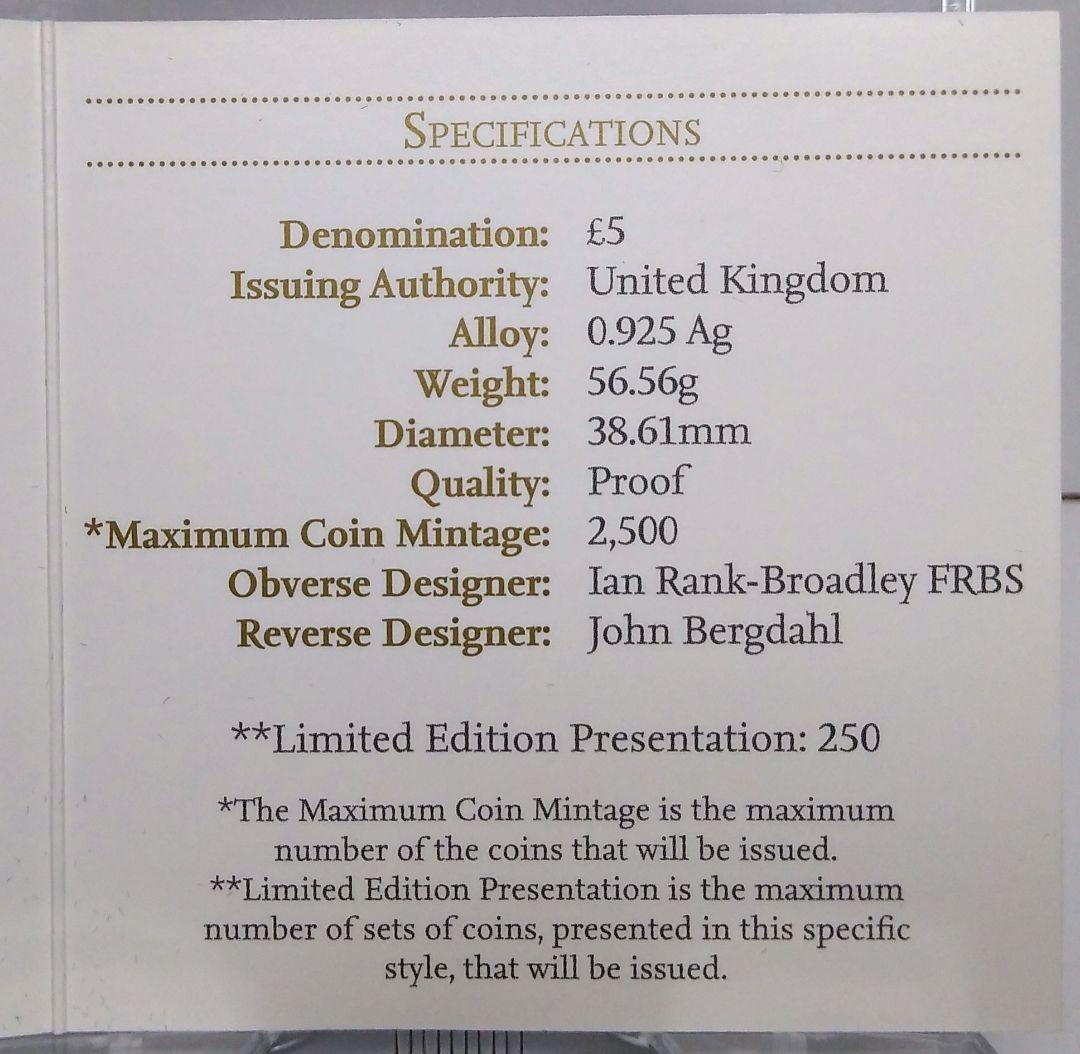 SPECIFICATIONS
Denomination: £5
Issuing Authority: United Kingdom
Alloy: 0.925 Ag
Weight: 56.56g
Diameter: 38.61mm
Quality: Proof
*Maximum Coin Mintage: 2,500
Obverse Designer: Ian Rank-Broadley FRBS
Reverse Designer: John Bergdahl
**Limited Edition Presentation: 250
*The Maximum Coin Mintage is the maximum
number of the coins that will be issued.
**Limited Edition Presentation is the maximum
number of sets of coins, presented in this specific
style, that will be issued.